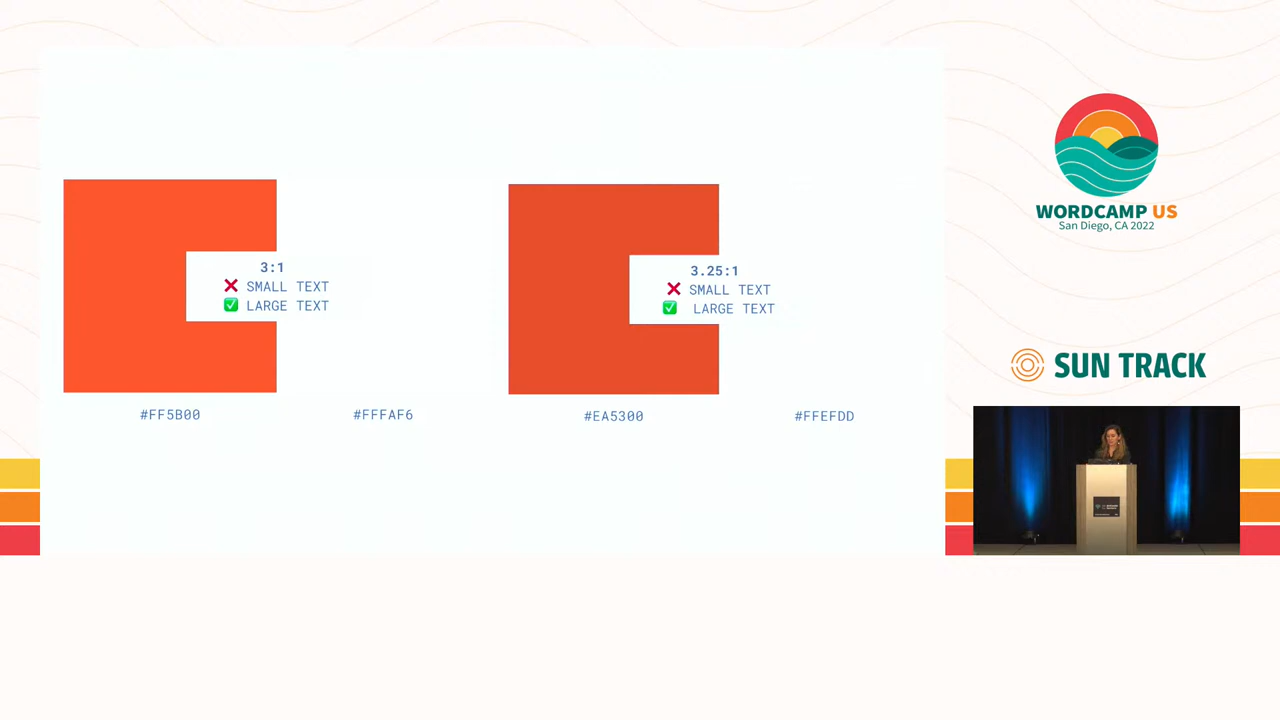 3:1
❌ SMALL TEXT
✅ LARGE TEXT
#FF5B00
#FFFAF6
3.25:1
❌ SMALL TEXT
✅ LARGE TEXT
#EA5300
#FFEFDD
WORDCAMP US
San Diego, CA 2022
SUN TRACK